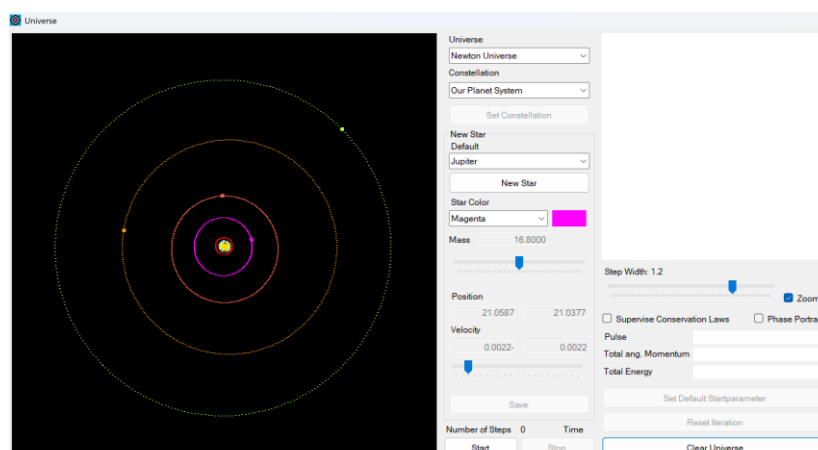 Universe
Universe
Newton Universe
Constellation
Our Planet System
Set Constellation
New Star
Default
Jupiter
New Star
Star Color
Magenta
Mass 16.8000
Position
21.0587 21.0377
Velocity
0.0022- 0.0022
Save
Number of Steps 0 Time
Start Stop
Step Width: 1.2
Zoom
Supervise Conservation Laws Phase Portra
Pulse
Total ang. Momentum
Total Energy
Set Default Startparameter
Reset Iteration
Clear Universe